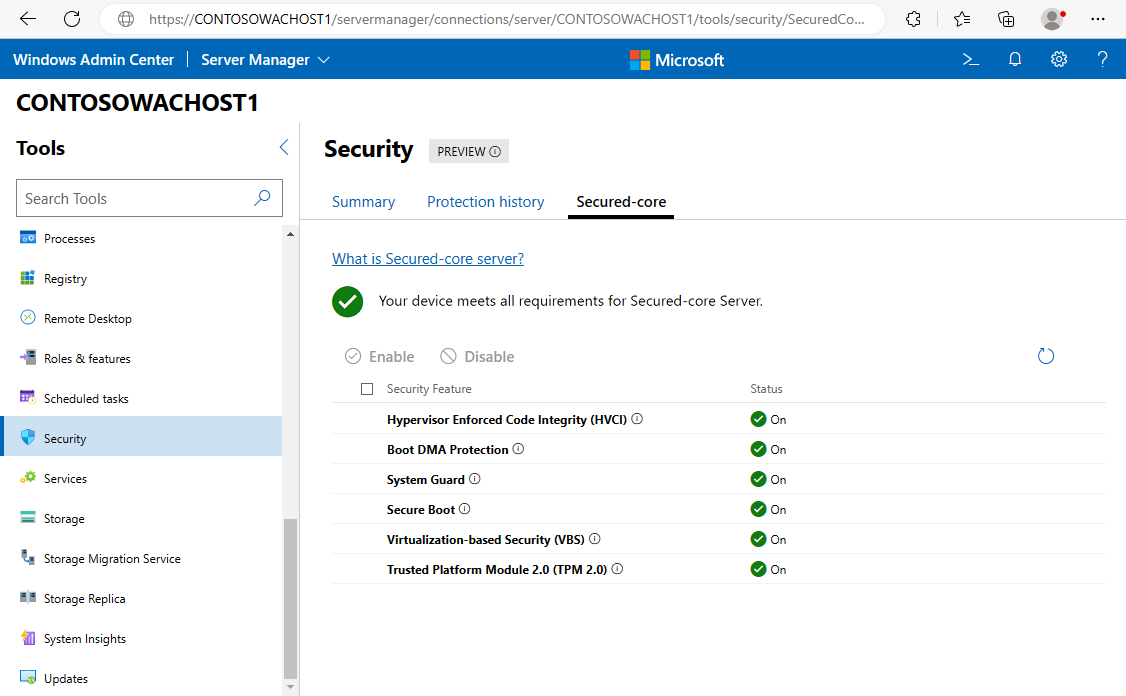 https://CONTOSOWACHOST1/servermanager/connections/server/CONTOSOWACHOST1/tools/security/SecuredCo...
Windows Admin Center | Server Manager
Microsoft
>_
?
CONTOSOWACHOST1
Tools
Search Tools
Processes
Registry
Remote Desktop
Roles & features
Scheduled tasks
Security
Services
Storage
Storage Migration Service
Storage Replica
System Insights
Updates
Security PREVIEW
Summary Protection history Secured-core
What is Secured-core server?
Your device meets all requirements for Secured-core Server.
Enable Disable
Security Feature Status
Hypervisor Enforced Code Integrity (HVCI) On
Boot DMA Protection On
System Guard On
Secure Boot On
Virtualization-based Security (VBS) On
Trusted Platform Module 2.0 (TPM 2.0) On